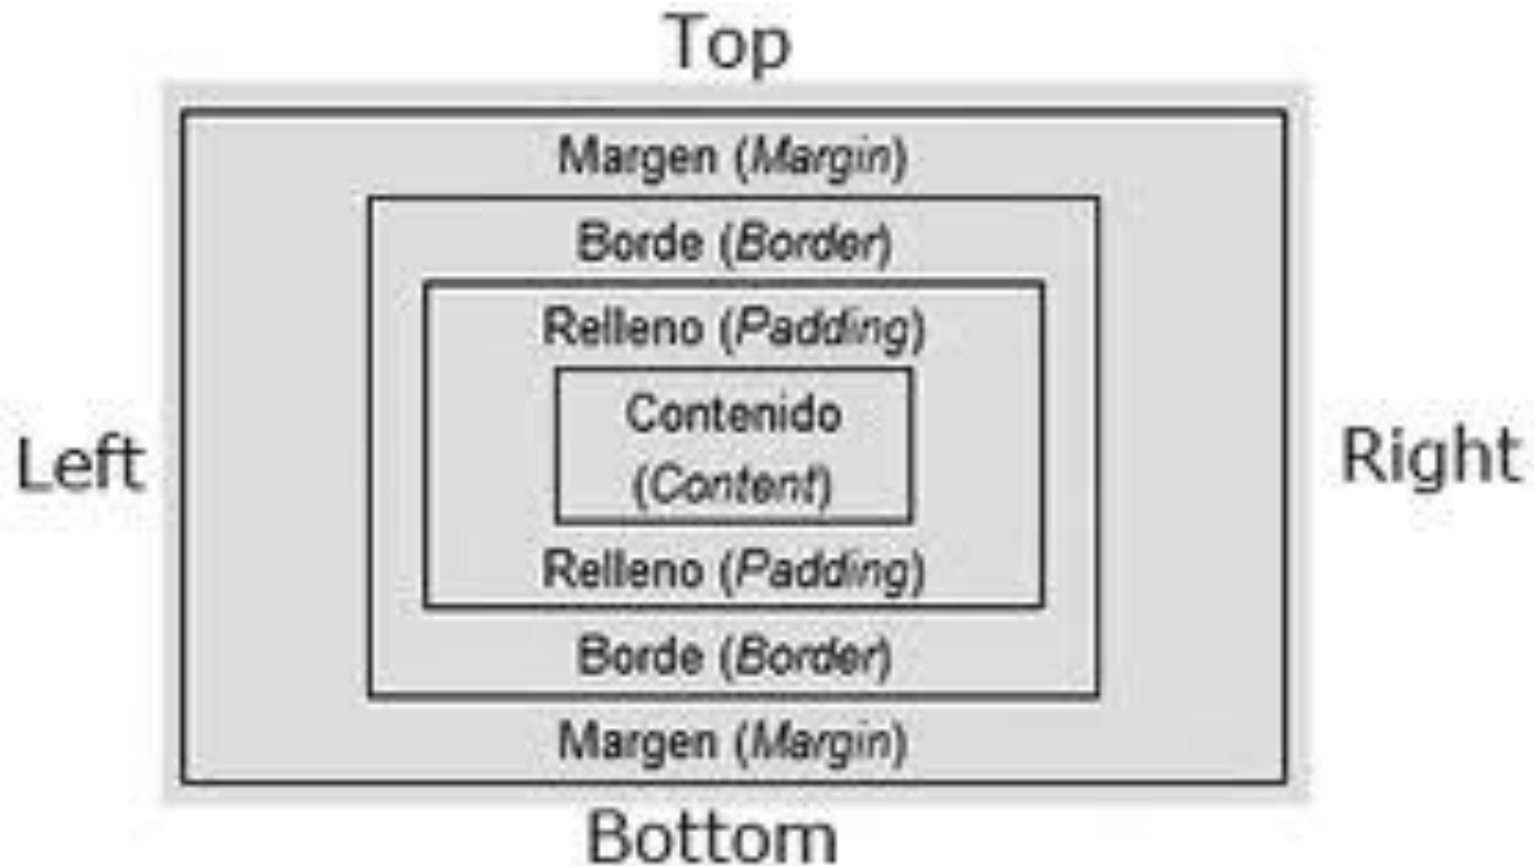 Top
Margen (Margin)
Borde (Border)
Relleno (Padding)
Contenido
(Content)
Left
Right
Relleno (Padding)
Borde (Border)
Margen (Margin)
Bottom